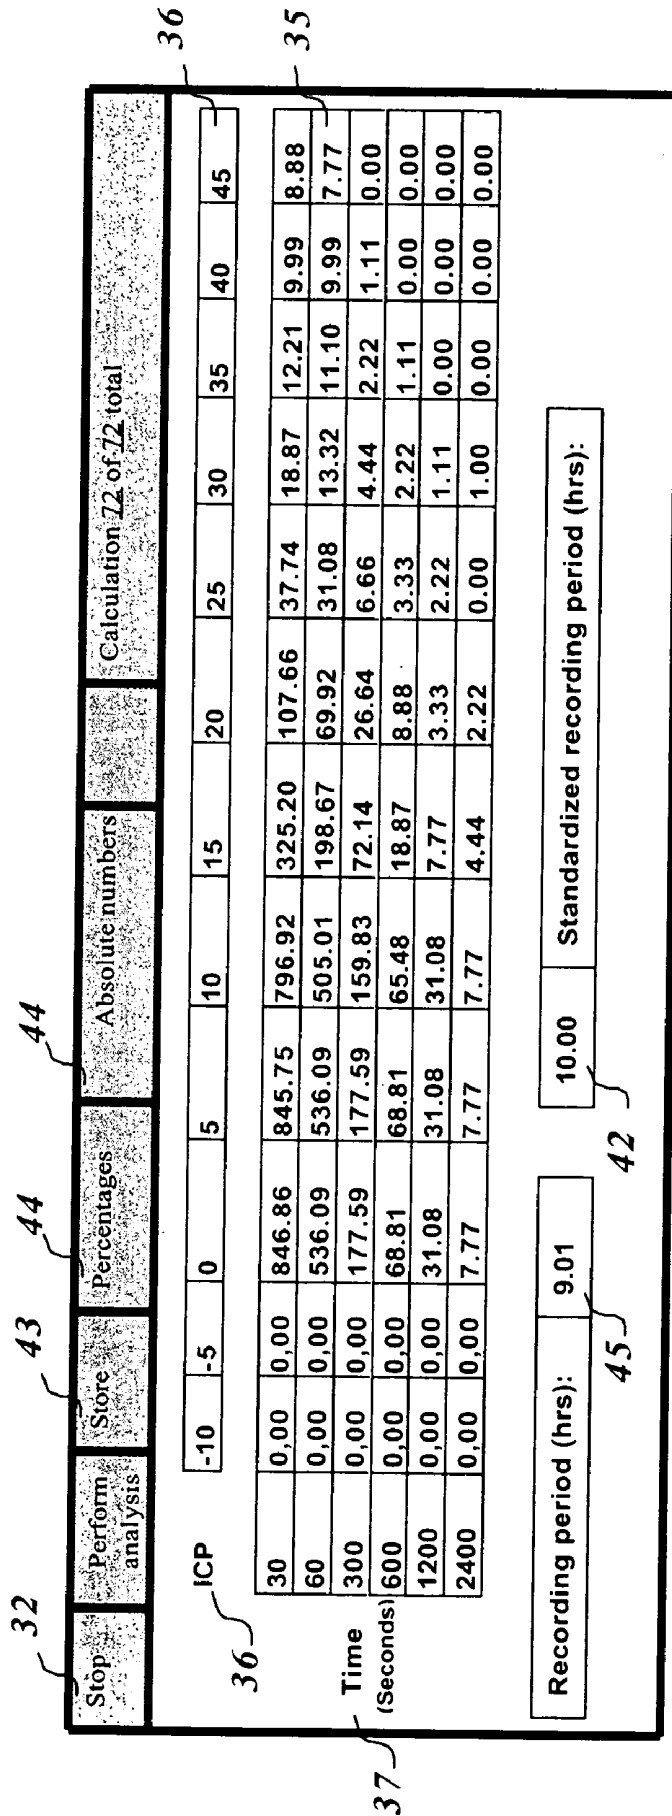 32 43 44 44
Stop Perform analysis Store Percentages Absolute numbers Calculation 72 of 72 total
36
ICP -10 -5 0 5 10 15 20 25 30 35 40 45
36
35
30 0,00 0,00 846.86 845.75 796.92 325.20 107.66 37.74 18.87 12.21 9.99 8.88
60 0,00 0,00 536.09 536.09 505.01 198.67 69.92 31.08 13.32 11.10 9.99 7.77
300 0,00 0,00 177.59 177.59 159.83 72.14 26.64 6.66 4.44 2.22 1.11 0.00
600 0,00 0,00 68.81 68.81 65.48 18.87 8.88 3.33 2.22 1.11 0.00 0.00
1200 0,00 0,00 31.08 31.08 31.08 7.77 3.33 2.22 1.11 0.00 0.00 0.00
2400 0,00 0,00 7.77 7.77 7.77 4.44 2.22 0.00 1.00 0.00 0.00 0.00
Time
(Seconds)
37
Recording period (hrs): 9.01 10.00 Standardized recording period (hrs):
45 42